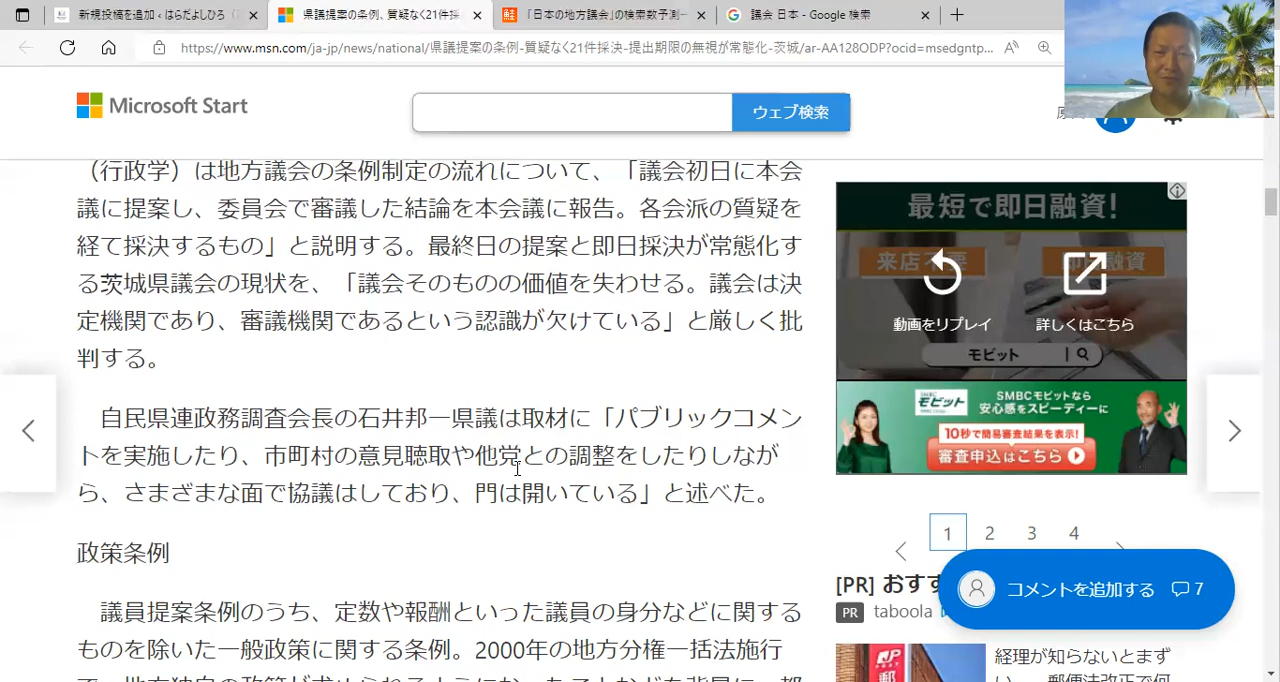 新規投稿を追加 ‹ はらだよしひろ
県議提案の条例、質疑なく21件採
「日本の地方議会」の検索数予測
議会 日本 - Google 検索
https://www.msn.com/ja-jp/news/national/県議提案の条例-質疑なく21件採決-提出期限の無視が常態化-茨城/ar-AA128ODP?ocid=msedgntp...
Microsoft Start
ウェブ検索
（行政学）は地方議会の条例制定の流れについて、「議会初日に本会
議に提案し、委員会で審議した結論を本会議に報告。各会派の質疑を
経て採決するもの」と説明する。最終日の提案と即日採決が常態化す
る茨城県議会の現状を、「議会そのものの価値を失わせる。議会は決
定機関であり、審議機関であるという認識が欠けている」と厳しく批
判する。
自民県連政務調査会長の石井邦一県議は取材に「パブリックコメン
トを実施したり、市町村の意見聴取や他党との調整をしたりしなが
ら、さまざまな面で協議はしており、門は開いている」と述べた。
政策条例
議員提案条例のうち、定数や報酬といった議員の身分などに関する
ものを除いた一般政策に関する条例。2000年の地方分権一括法施行
最短で即日融資!
来店不要
即日融資
動画をリプレイ
詳しくはこちら
モビット
SMBC
モビット
SMBCモビットなら
安心感をスピーディーに
10秒で簡易審査結果を表示!
審査申込はこちら
1 2 3 4
[PR] おすす
PR taboola
コメントを追加する 7
経理が知らないとまず